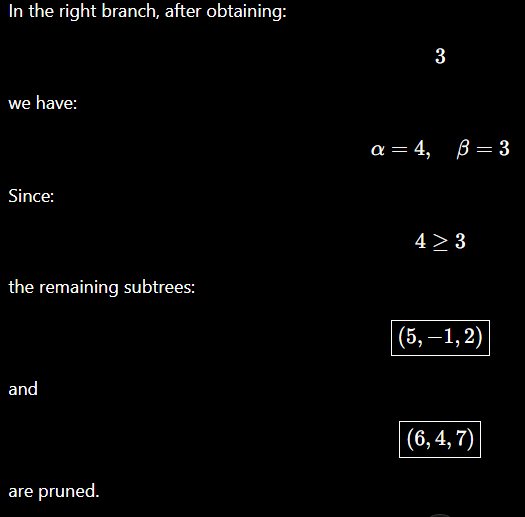 In the right branch, after obtaining:
3
we have:
α = 4, β = 3
Since:
4 ≥ 3
the remaining subtrees:
(5, −1, 2)
and
(6, 4, 7)
are pruned.